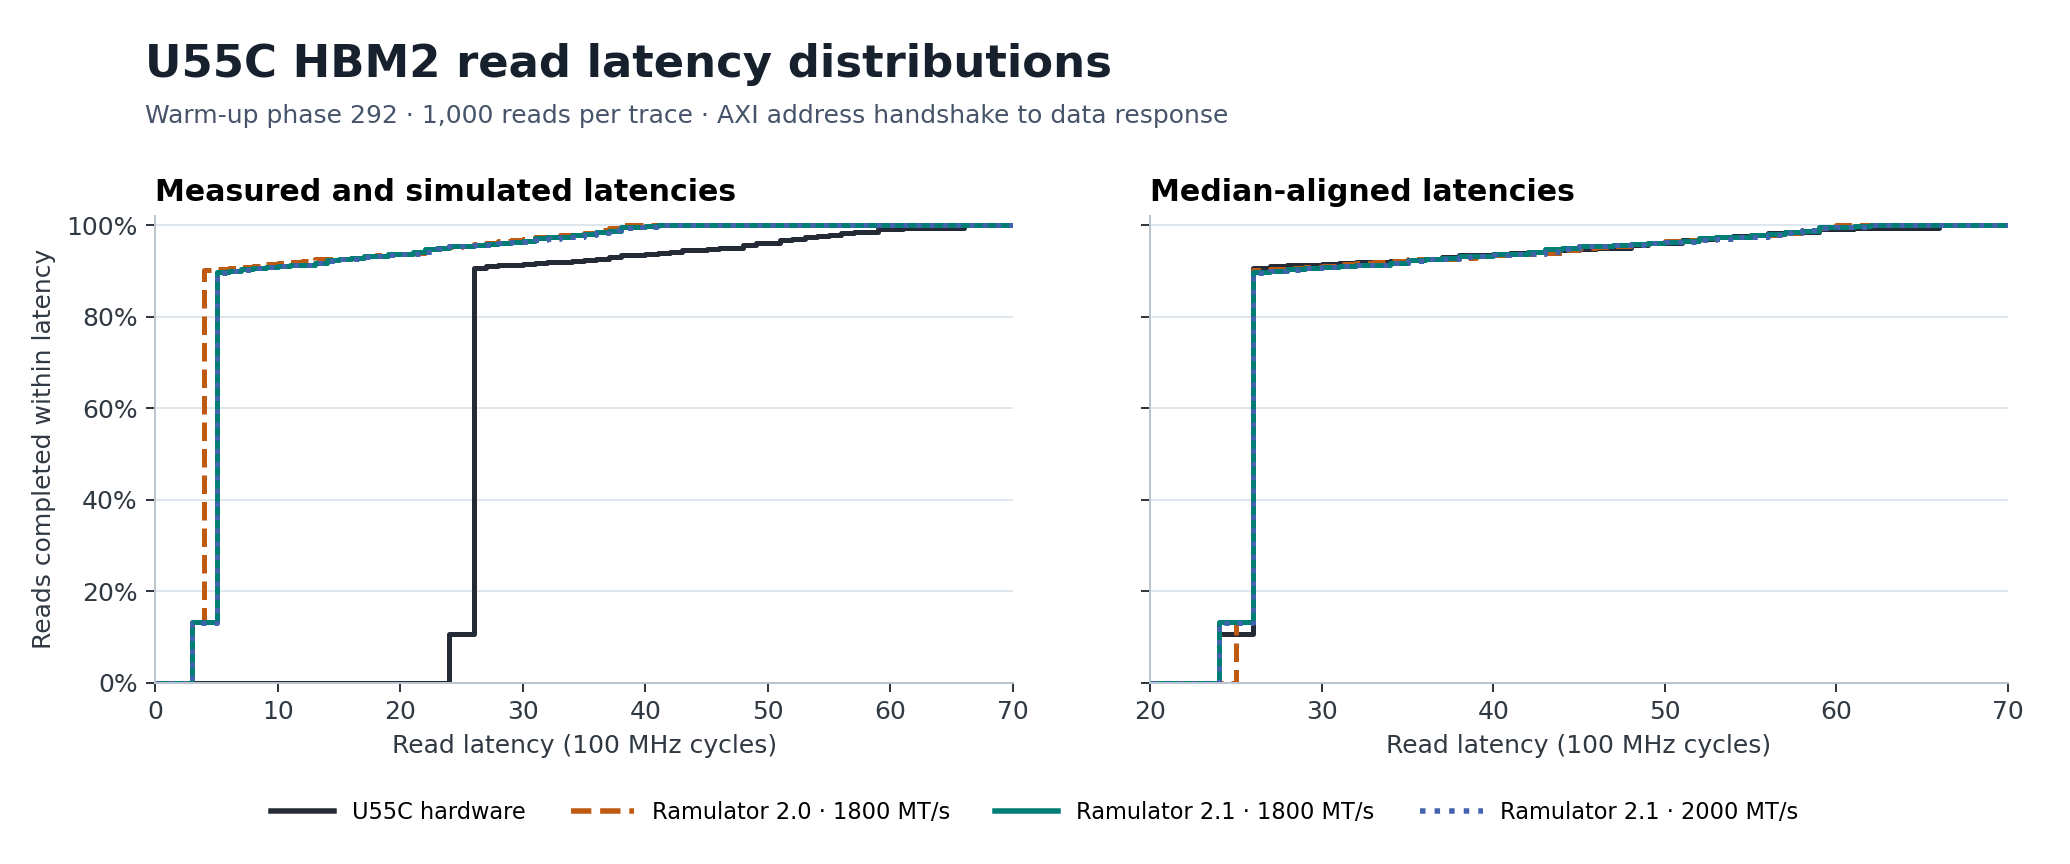 U55C HBM2 read latency distributions
Warm-up phase 292 · 1,000 reads per trace · AXI address handshake to data response
Measured and simulated latencies
Reads completed within latency
100%
80%
60%
40%
20%
0%
0 10 20 30 40 50 60 70
Read latency (100 MHz cycles)
Median-aligned latencies
20 30 40 50 60 70
Read latency (100 MHz cycles)
U55C hardware
Ramulator 2.0 · 1800 MT/s
Ramulator 2.1 · 1800 MT/s
Ramulator 2.1 · 2000 MT/s